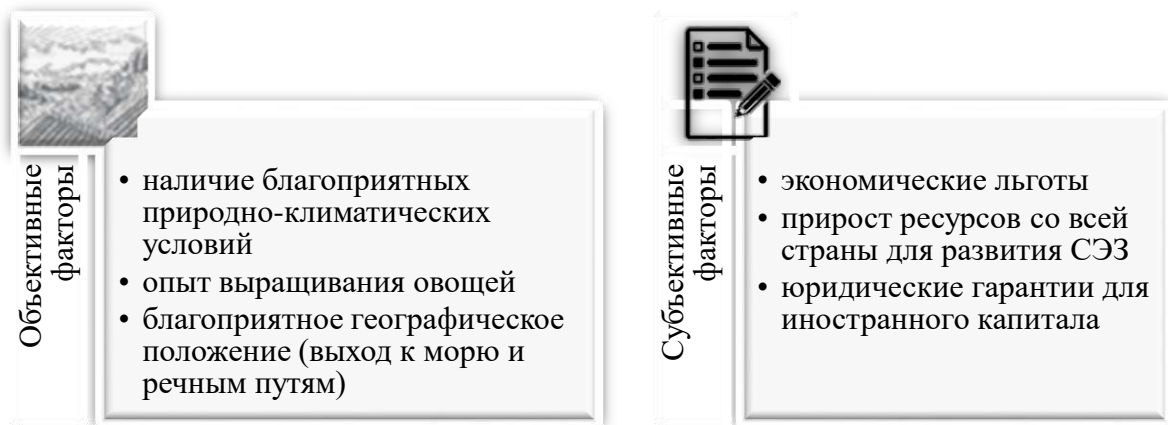 Объективные
факторы
• наличие благоприятных
природно-климатических
условий
• опыт выращивания овощей
• благоприятное географическое
положение (выход к морю и
речным путям)
Субъективные
факторы
• экономические льготы
• прирост ресурсов со всей
страны для развития СЭЗ
• юридические гарантии для
иностранного капитала